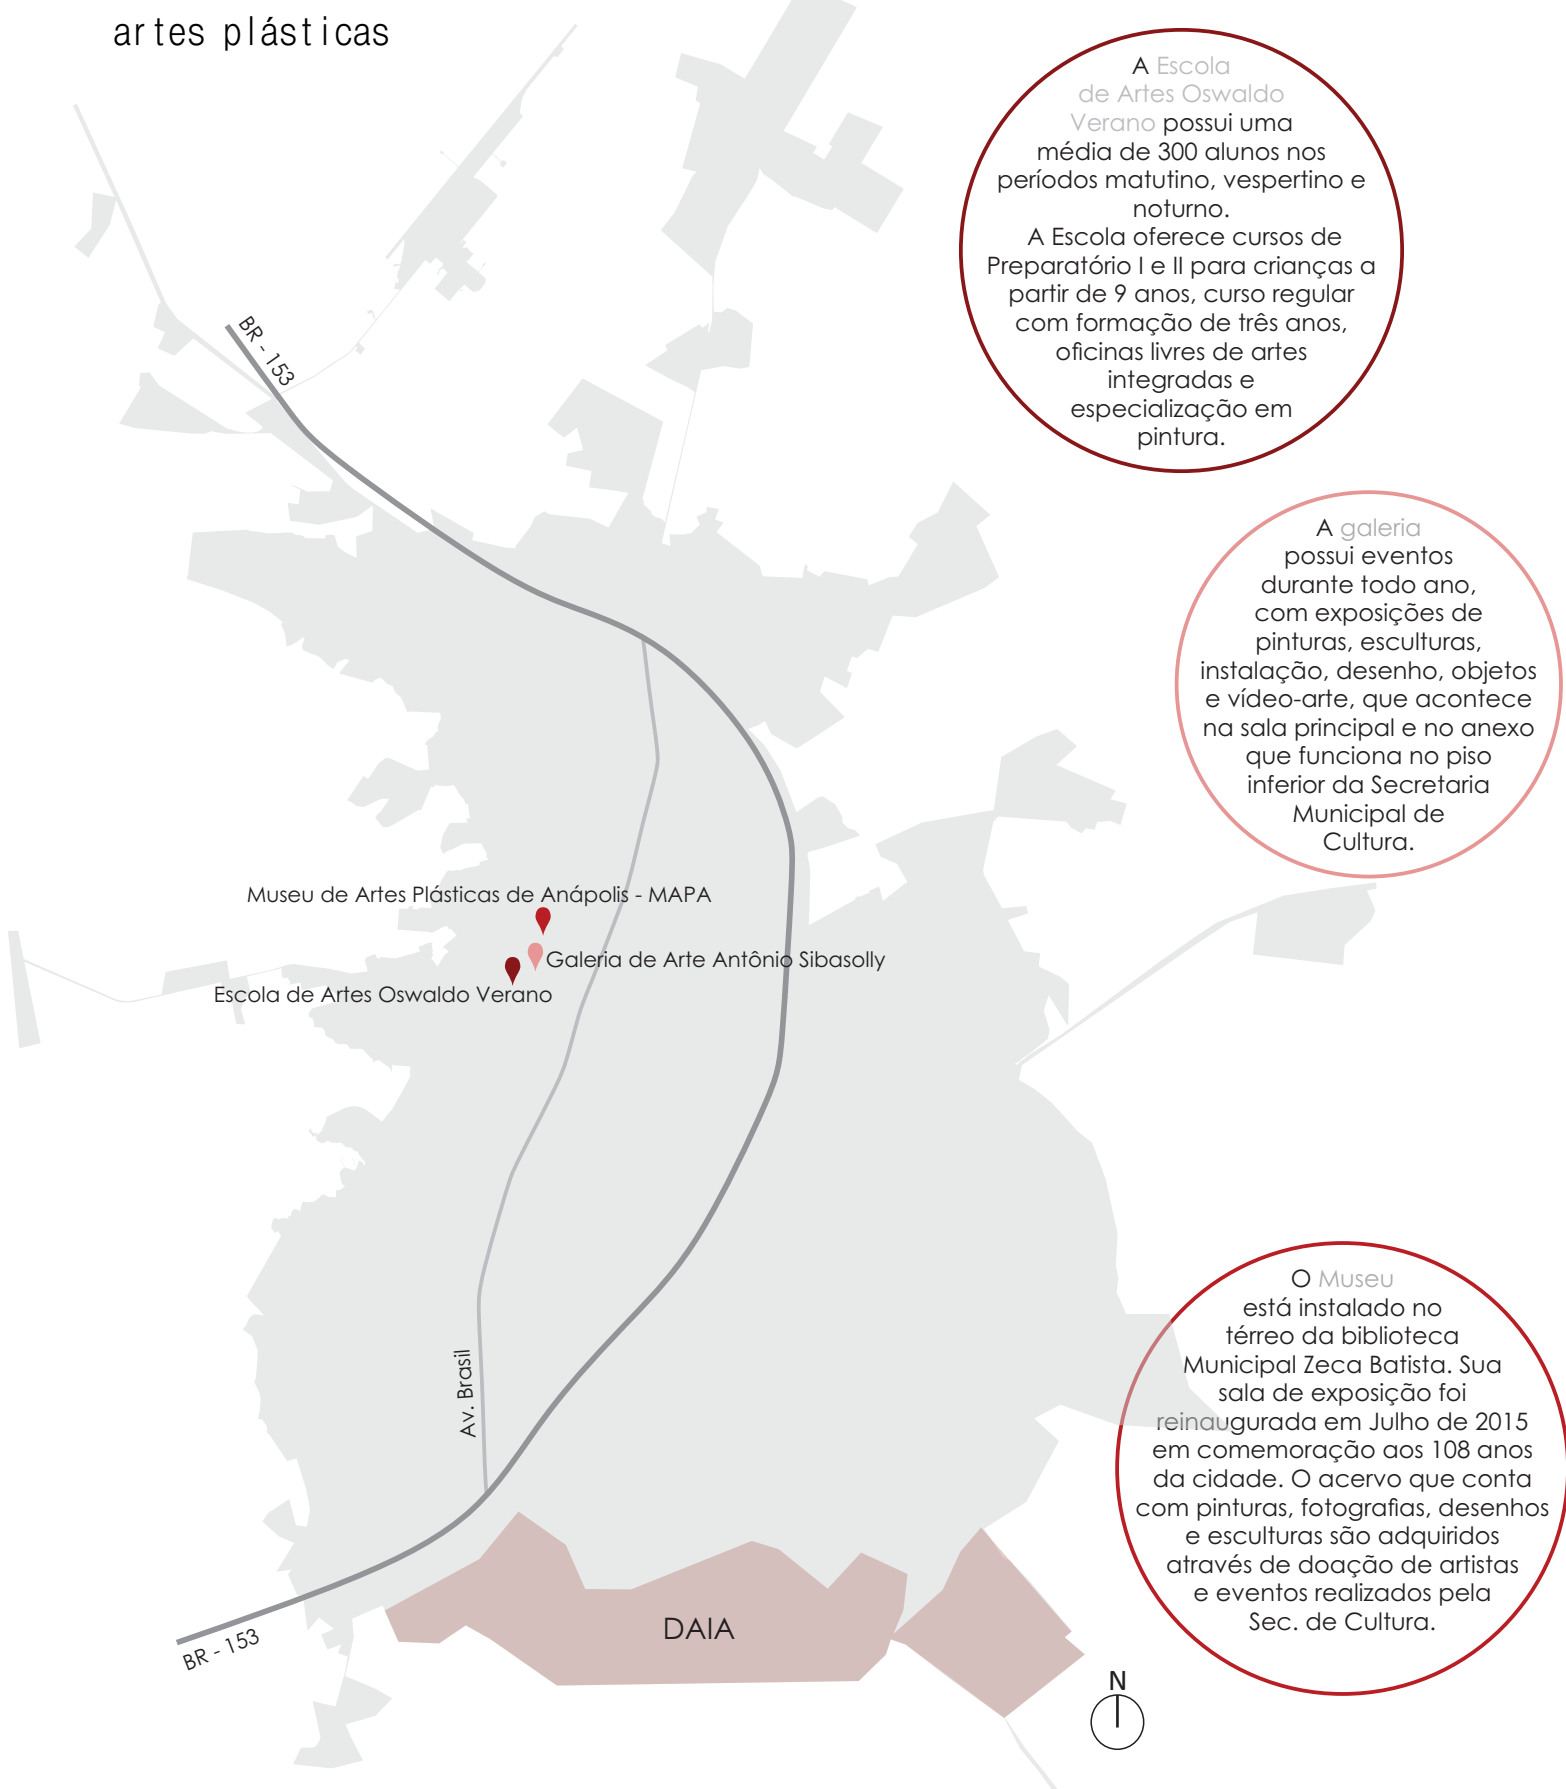 artes plásticas
A Escola
de Artes Oswaldo
Verano possui uma
média de 300 alunos nos
períodos matutino, vespertino e
noturno.
A Escola oferece cursos de
Preparatório I e II para crianças a
partir de 9 anos, curso regular
com formação de três anos,
oficinas livres de artes
integradas e
especialização em
pintura.
BR - 153
A galeria
possui eventos
durante todo ano,
com exposições de
pinturas, esculturas,
instalação, desenho, objetos
e vídeo-arte, que acontece
na sala principal e no anexo
que funciona no piso
inferior da Secretaria
Municipal de
Cultura.
Museu de Artes Plásticas de Anápolis - MAPA
Galeria de Arte Antônio Sibasolly
Escola de Artes Oswaldo Verano
O Museu
está instalado no
térreo da biblioteca
Municipal Zeca Batista. Sua
sala de exposição foi
reinaugurada em Julho de 2015
em comemoração aos 108 anos
da cidade. O acervo que conta
com pinturas, fotografias, desenhos
e esculturas são adquiridos
através de doação de artistas
e eventos realizados pela
Sec. de Cultura.
Av. Brasil
DAIA
BR - 153
N